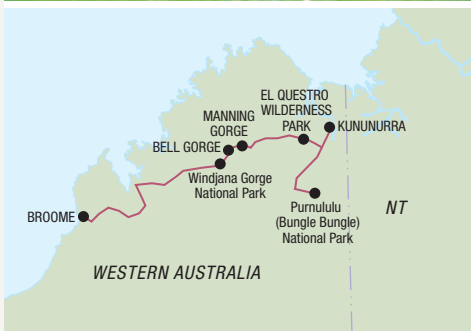 EL QUESTRO
WILDERNESS
PARK
MANNING
GORGE
KUNUNURRA
BELL GORGE
Windjana Gorge
National Park
Purnululu
(Bungle Bungle)
National Park
NT
BROOME
WESTERN AUSTRALIA